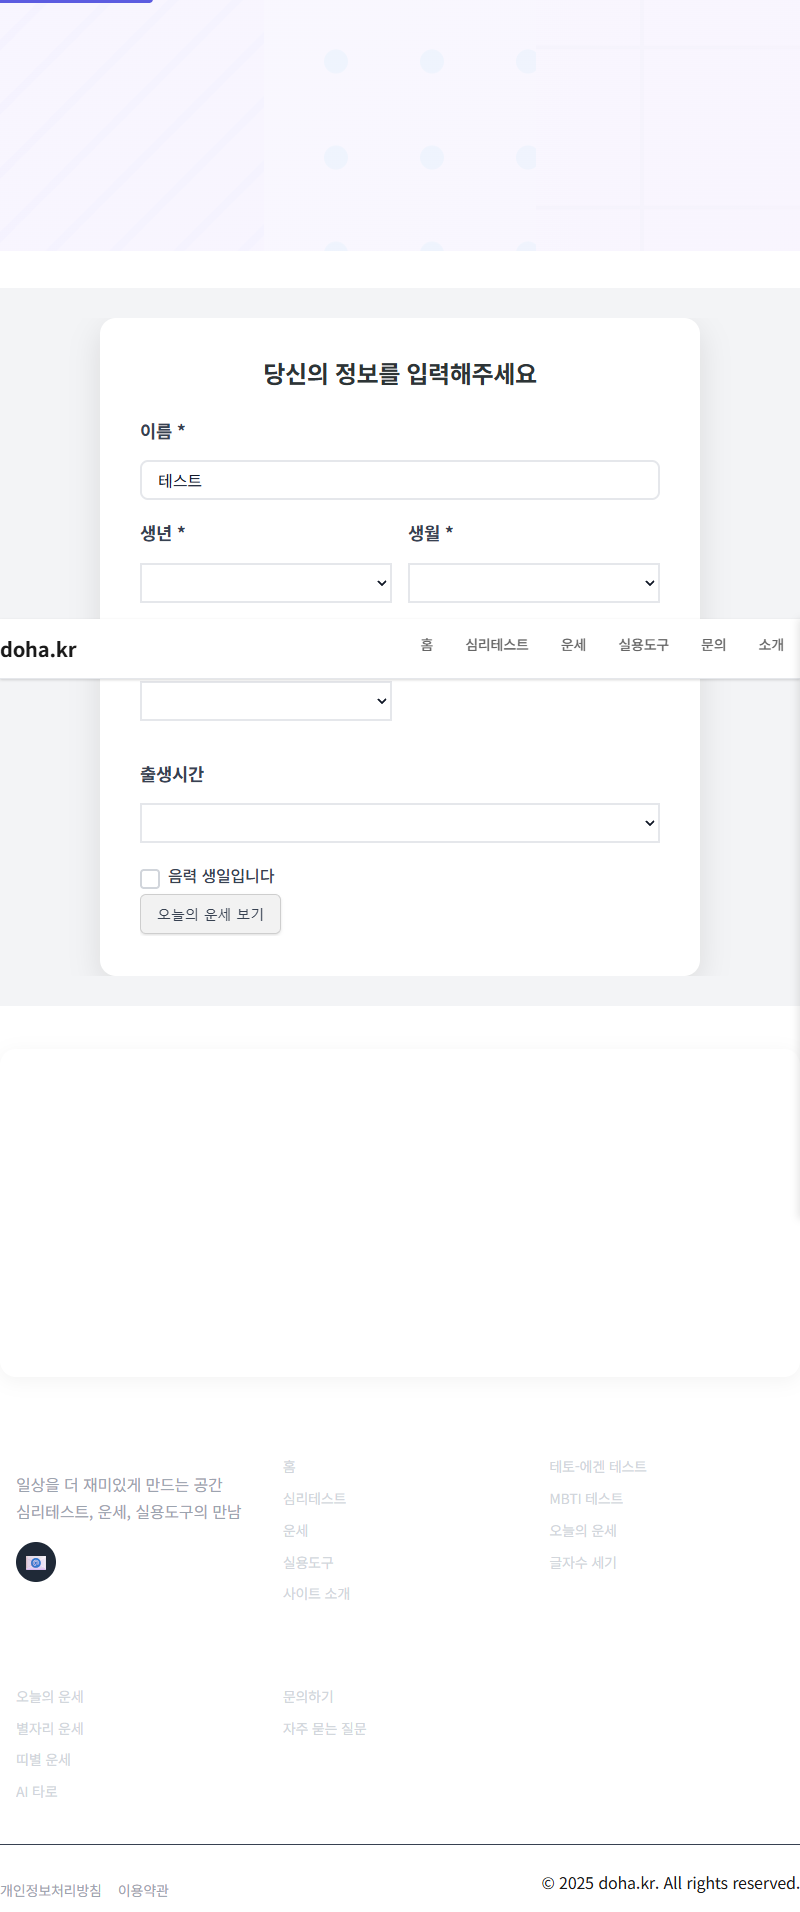 당신의 정보를 입력해주세요
이름 *
테스트
생년 *
생월 *
doha.kr
홈
심리테스트
운세
실용도구
문의
소개
출생시간
음력 생일입니다
오늘의 운세 보기
일상을 더 재미있게 만드는 공간
심리테스트, 운세, 실용도구의 만남
홈
심리테스트
운세
실용도구
사이트 소개
테토-에겐 테스트
MBTI 테스트
오늘의 운세
글자수 세기
오늘의 운세
별자리 운세
띠별 운세
AI 타로
문의하기
자주 묻는 질문
개인정보처리방침
이용약관
© 2025 doha.kr. All rights reserved.